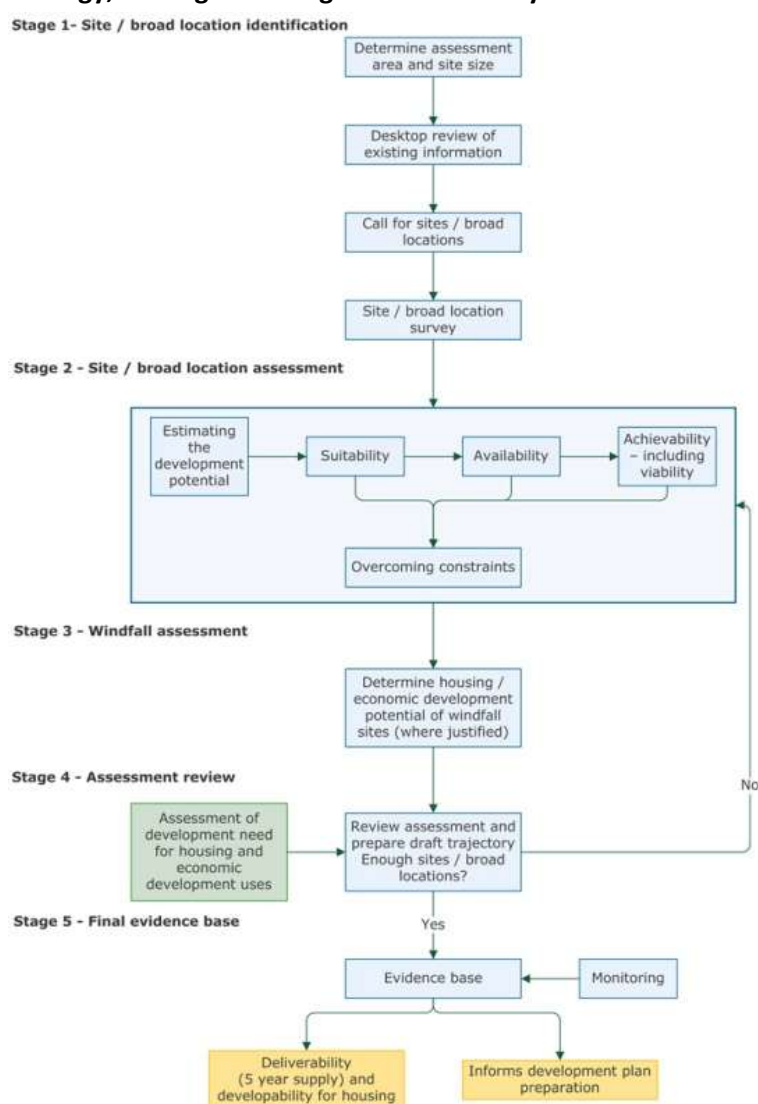 Stage 1- Site / broad location identification
Determine assessment
area and site size
Desktop review of
existing information
Call for sites / broad
locations
Site / broad location
survey
Stage 2 - Site / broad location assessment
Estimating
the
development
potential
Suitability
Availability
Achievability
– including
viability
Overcoming constraints
Stage 3 - Windfall assessment
Determine housing /
economic development
potential of windfall
sites (where justified)
Stage 4 - Assessment review
No
Assessment of
development need
for housing and
economic
development uses
Review assessment and
prepare draft trajectory
Enough sites / broad
locations?
Stage 5 - Final evidence base
Yes
Evidence base
Monitoring
Deliverability
(5 year supply) and
developability for housing
Informs development plan
preparation